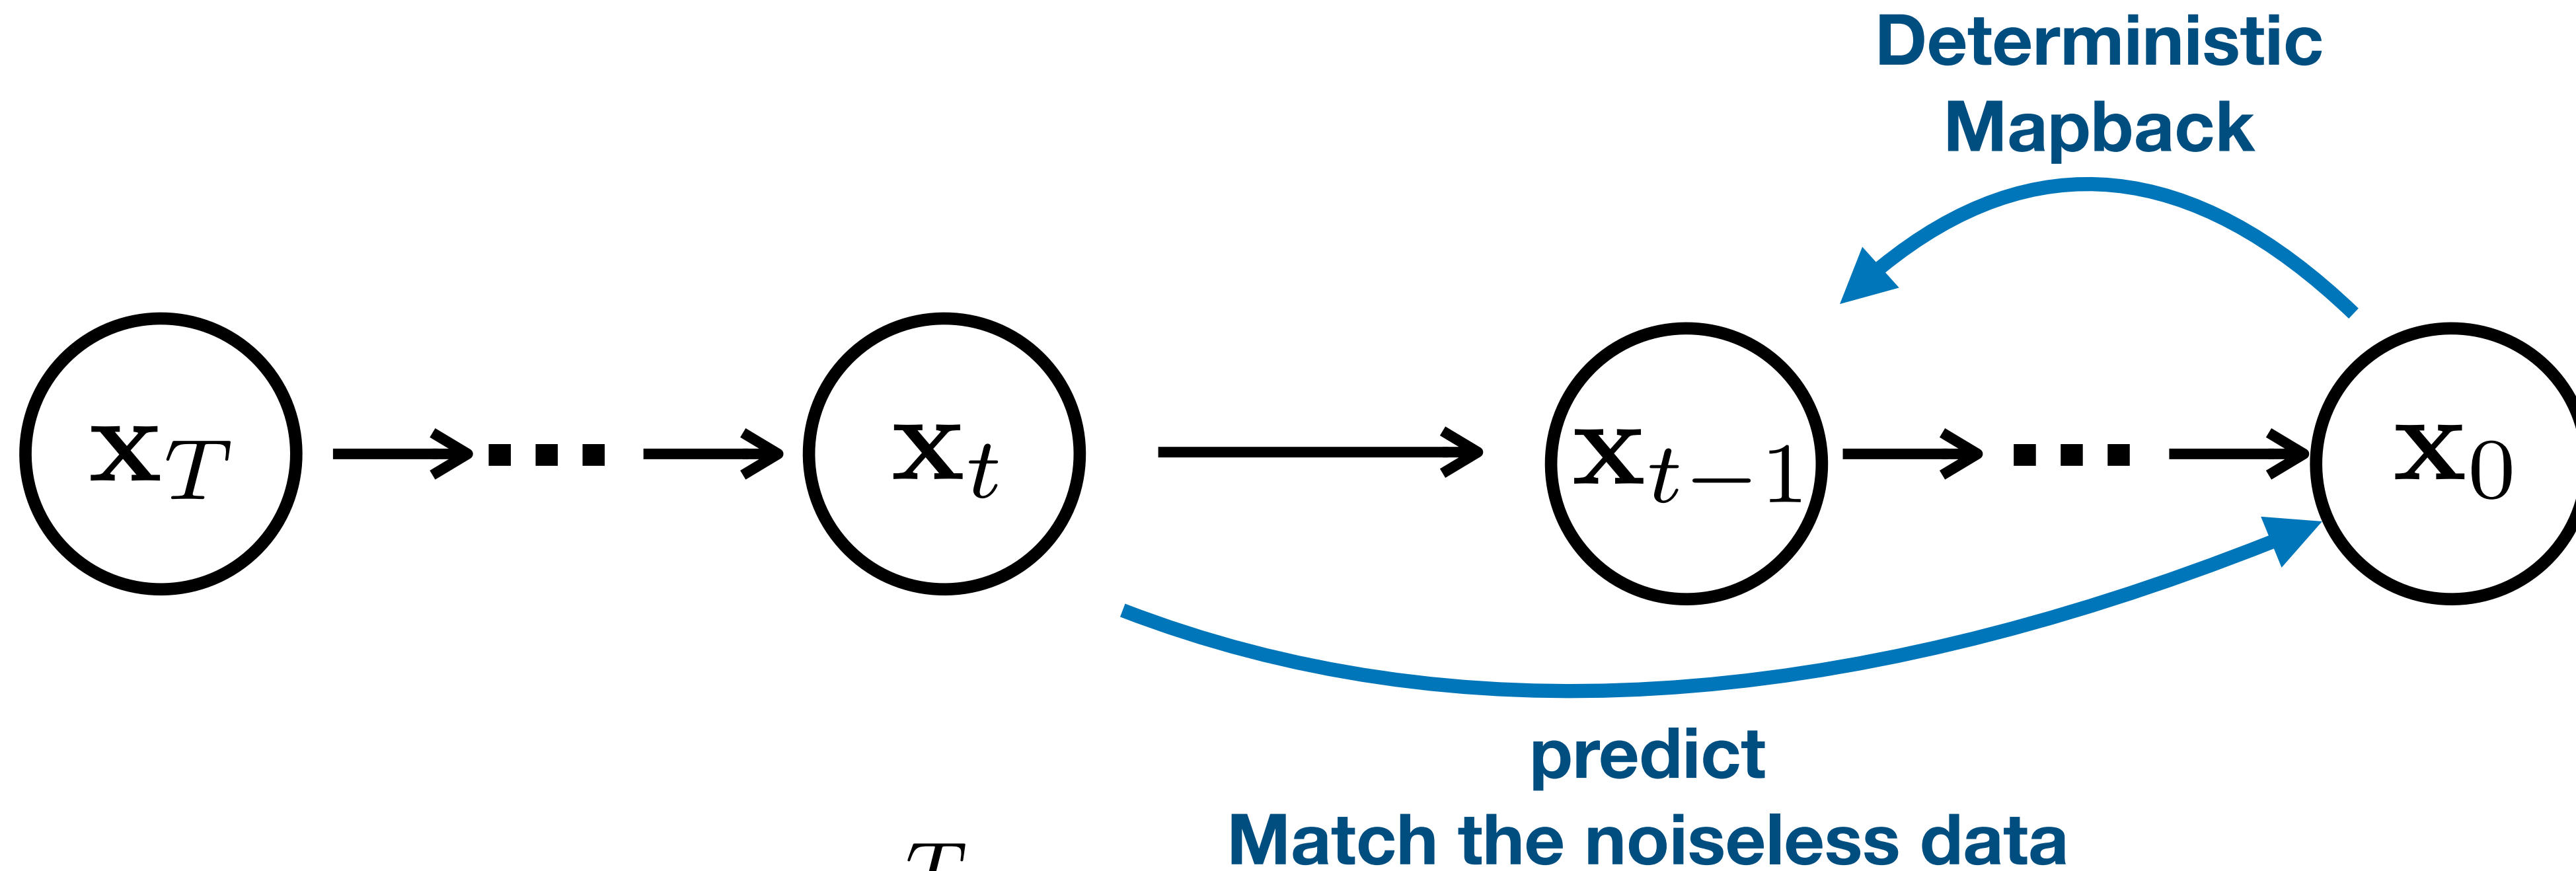 Deterministic
Mapback
x_T → ... → x_t → x_{t-1} → ... → x_0
predict
T
Match the noiseless data